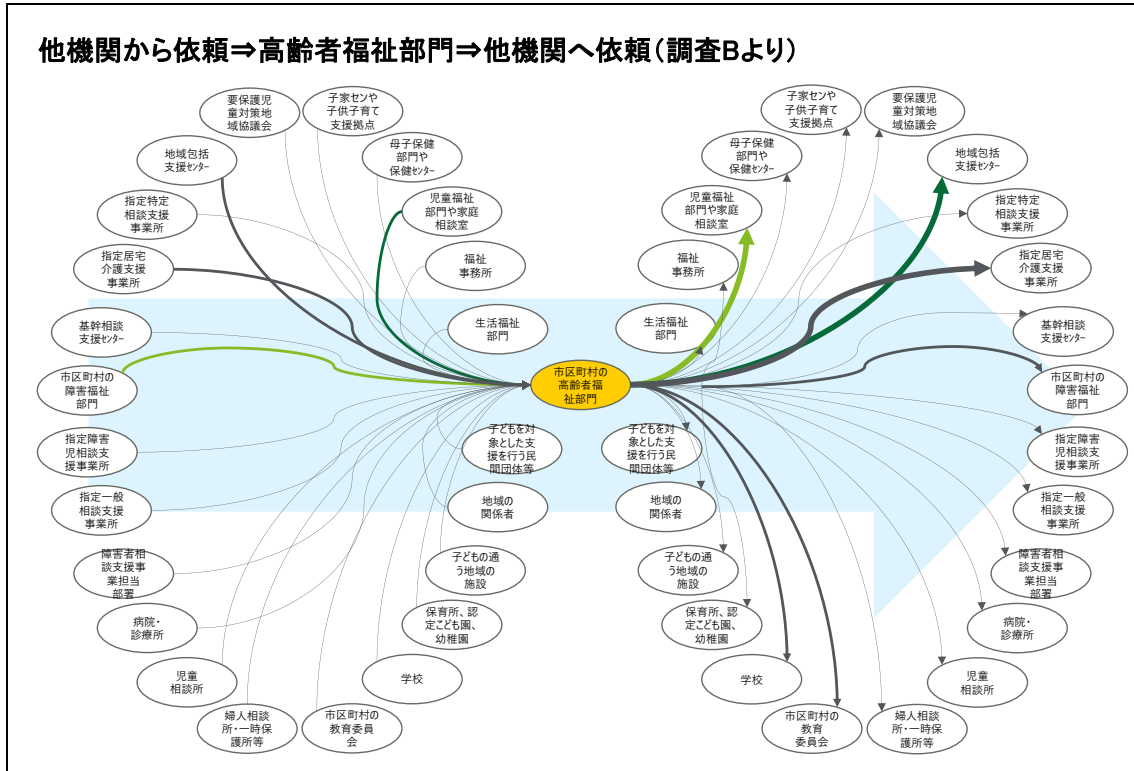 他機関から依頼⇒高齢者福祉部門⇒他機関へ依頼(調査Bより)
要保護児
童対策地
域協議会
子家センや
子供子育て
支援拠点
母子保健
部門や
保健センター
地域包括
支援センター
児童福祉
部門や家庭
相談室
指定特定
相談支援
事業所
福祉
事務所
指定居宅
介護支援
事業所
生活福祉
部門
基幹相談
支援センター
市区町村の
障害福祉
部門
市区町村の
高齢者福
祉部門
指定障害
児相談支
援事業所
子どもを対
象とした支
援を行う民
間団体等
指定一般
相談支援
事業所
地域の
関係者
障害者相
談支援事
業担当
部署
子どもの通
う地域の
施設
病院・
診療所
保育所、認
定こども園、
幼稚園
児童
相談所
学校
婦人相談
所・一時保
護所等
市区町村の
教育委員
会
子家センや
子供子育て
支援拠点
要保護児
童対策地
域協議会
母子保健
部門や
保健センター
地域包括
支援センター
児童福祉
部門や家庭
相談室
指定特定
相談支援
事業所
福祉
事務所
指定居宅
介護支援
事業所
生活福祉
部門
基幹相談
支援センター
市区町村の
障害福祉
部門
子どもを対
象とした支
援を行う民
間団体等
指定障害
児相談支
援事業所
地域の
関係者
指定一般
相談支援
事業所
子どもの通
う地域の
施設
障害者相
談支援事
業担当
部署
保育所、認
定こども園、
幼稚園
病院・
診療所
学校
児童
相談所
市区町村の
教育
委員会
婦人相談
所・一時保
護所等